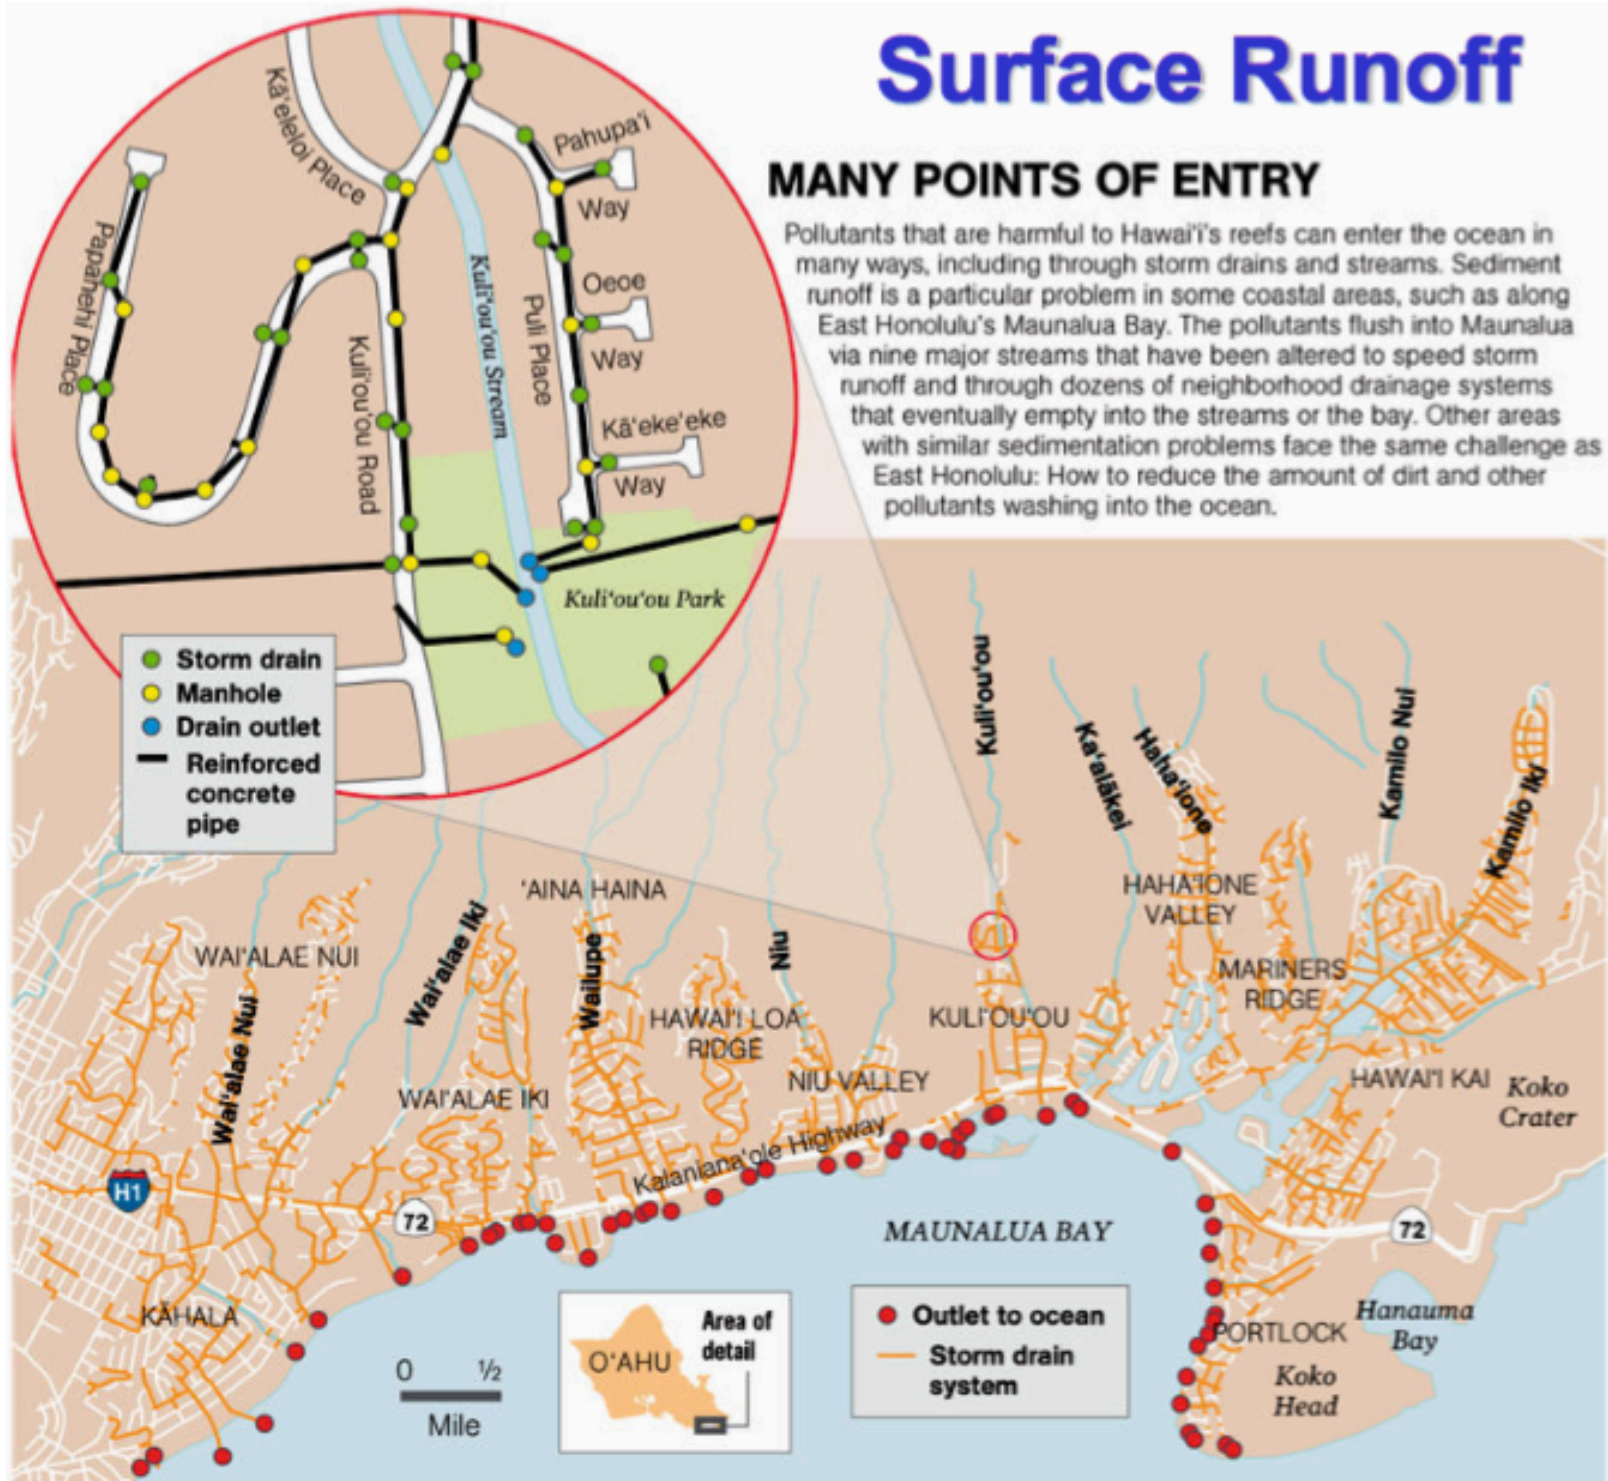 Surface Runoff
MANY POINTS OF ENTRY
Pollutants that are harmful to Hawai'i's reefs can enter the ocean in
many ways, including through storm drains and streams. Sediment
runoff is a particular problem in some coastal areas, such as along
East Honolulu's Maunalua Bay. The pollutants flush into Maunalua
via nine major streams that have been altered to speed storm
runoff and through dozens of neighborhood drainage systems
that eventually empty into the streams or the bay. Other areas
with similar sedimentation problems face the same challenge as
East Honolulu: How to reduce the amount of dirt and other
pollutants washing into the ocean.
Kā'eleloi Place
Pahupa'i
Way
Papahehi Place
Kuli'ou'ou Stream
Oeoe
Way
Puli Place
Kuli'ou'ou Road
Kā'eke'eke
Way
Kuli'ou'ou Park
Storm drain
Manhole
Drain outlet
Reinforced
concrete
pipe
Kuli'ou'ou
Ka'alākei
Haha'ione
Kamilo Nui
Kamilo Iki
'AINA HAINA
HAHA'IONE
VALLEY
WAI'ALAE NUI
Wai'alae Nui
Wai'alae Iki
Wailupe
Niu
MARINERS
RIDGE
HAWAI'I LOA
RIDGE
KULI'OU'OU
NIU VALLEY
WAI'ALAE IKI
HAWAI'I KAI
Koko
Crater
Kalaniana'ole Highway
H1
72
72
MAUNALUA BAY
KĀHALA
0 ½
Mile
O'AHU
Area of
detail
Outlet to ocean
Storm drain
system
PORTLOCK
Hanauma
Bay
Koko
Head